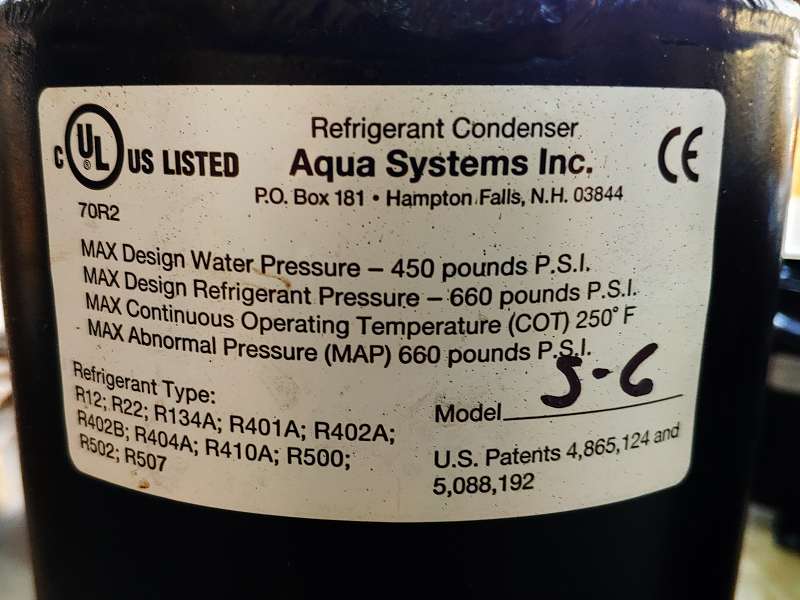 C UL ® US LISTED
70R2
Refrigerant Condenser
Aqua Systems Inc.
P.O. Box 181 • Hampton Falls, N.H. 03844
CE
MAX Design Water Pressure – 450 pounds P.S.I.
MAX Design Refrigerant Pressure – 660 pounds P.S.I.
MAX Continuous Operating Temperature (COT) 250° F
MAX Abnormal Pressure (MAP) 660 pounds P.S.I.
Refrigerant Type:
R12; R22; R134A; R401A; R402A;
R402B; R404A; R410A; R500;
R502; R507
Model 5-6
U.S. Patents 4,865,124 and
5,088,192